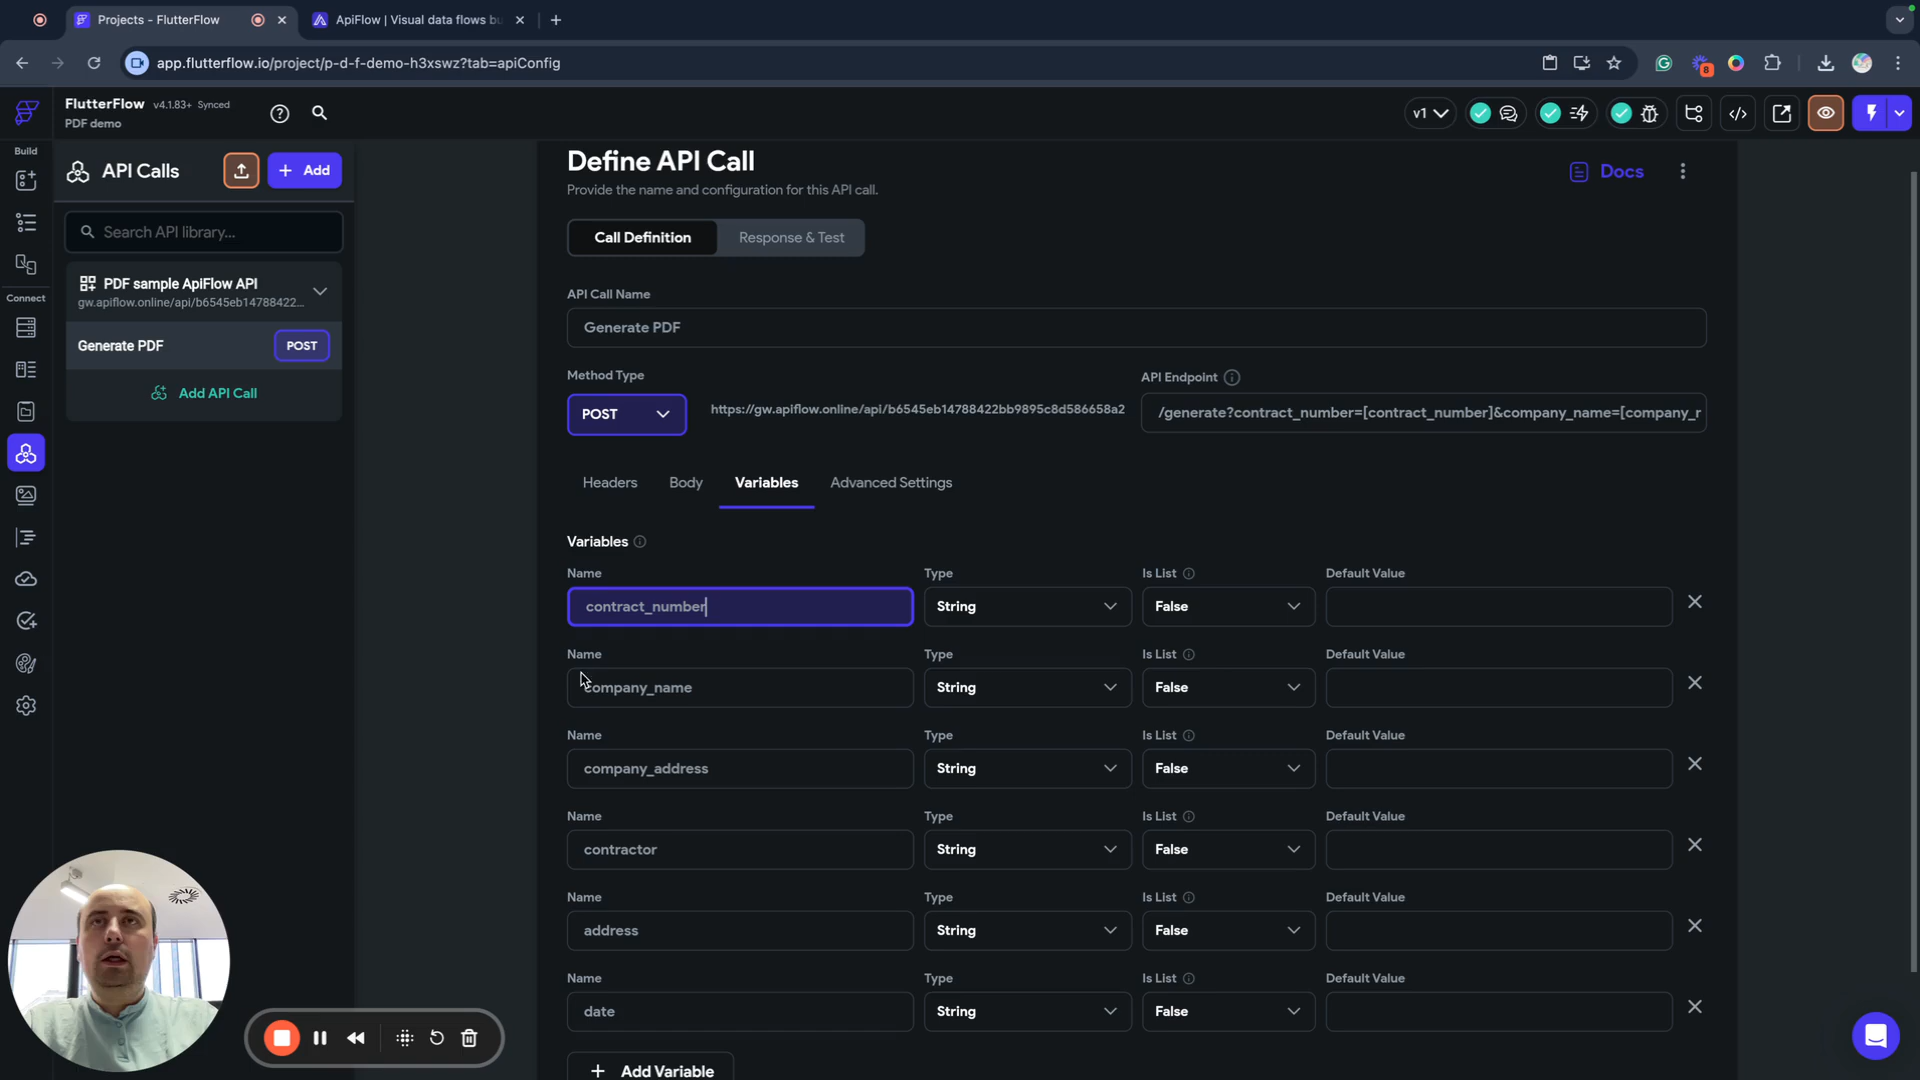 Projects - FlutterFlow
ApiFlow | Visual data flows bu
app.flutterflow.io/project/p-d-f-demo-h3xswz?tab=apiConfig
8
FlutterFlow v4.1.83+ Synced
PDF demo
v1
Build
API Calls
Add
Search API library...
PDF sample ApiFlow API
gw.apiflow.online/api/b6545eb14788422...
Connect
Generate PDF POST
Add API Call
Define API Call
Provide the name and configuration for this API call.
Docs
Call Definition Response & Test
API Call Name
Generate PDF
Method Type
API Endpoint
POST
https://gw.apiflow.online/api/b6545eb14788422bb9895c8d586658a2
/generate?contract_number=[contract_number]&company_name=[company_r
Headers Body Variables Advanced Settings
Variables
Name Type Is List Default Value
contract_number String False
Name Type Is List Default Value
company_name String False
Name Type Is List Default Value
company_address String False
Name Type Is List Default Value
contractor String False
Name Type Is List Default Value
address String False
Name Type Is List Default Value
date String False
Add Variable